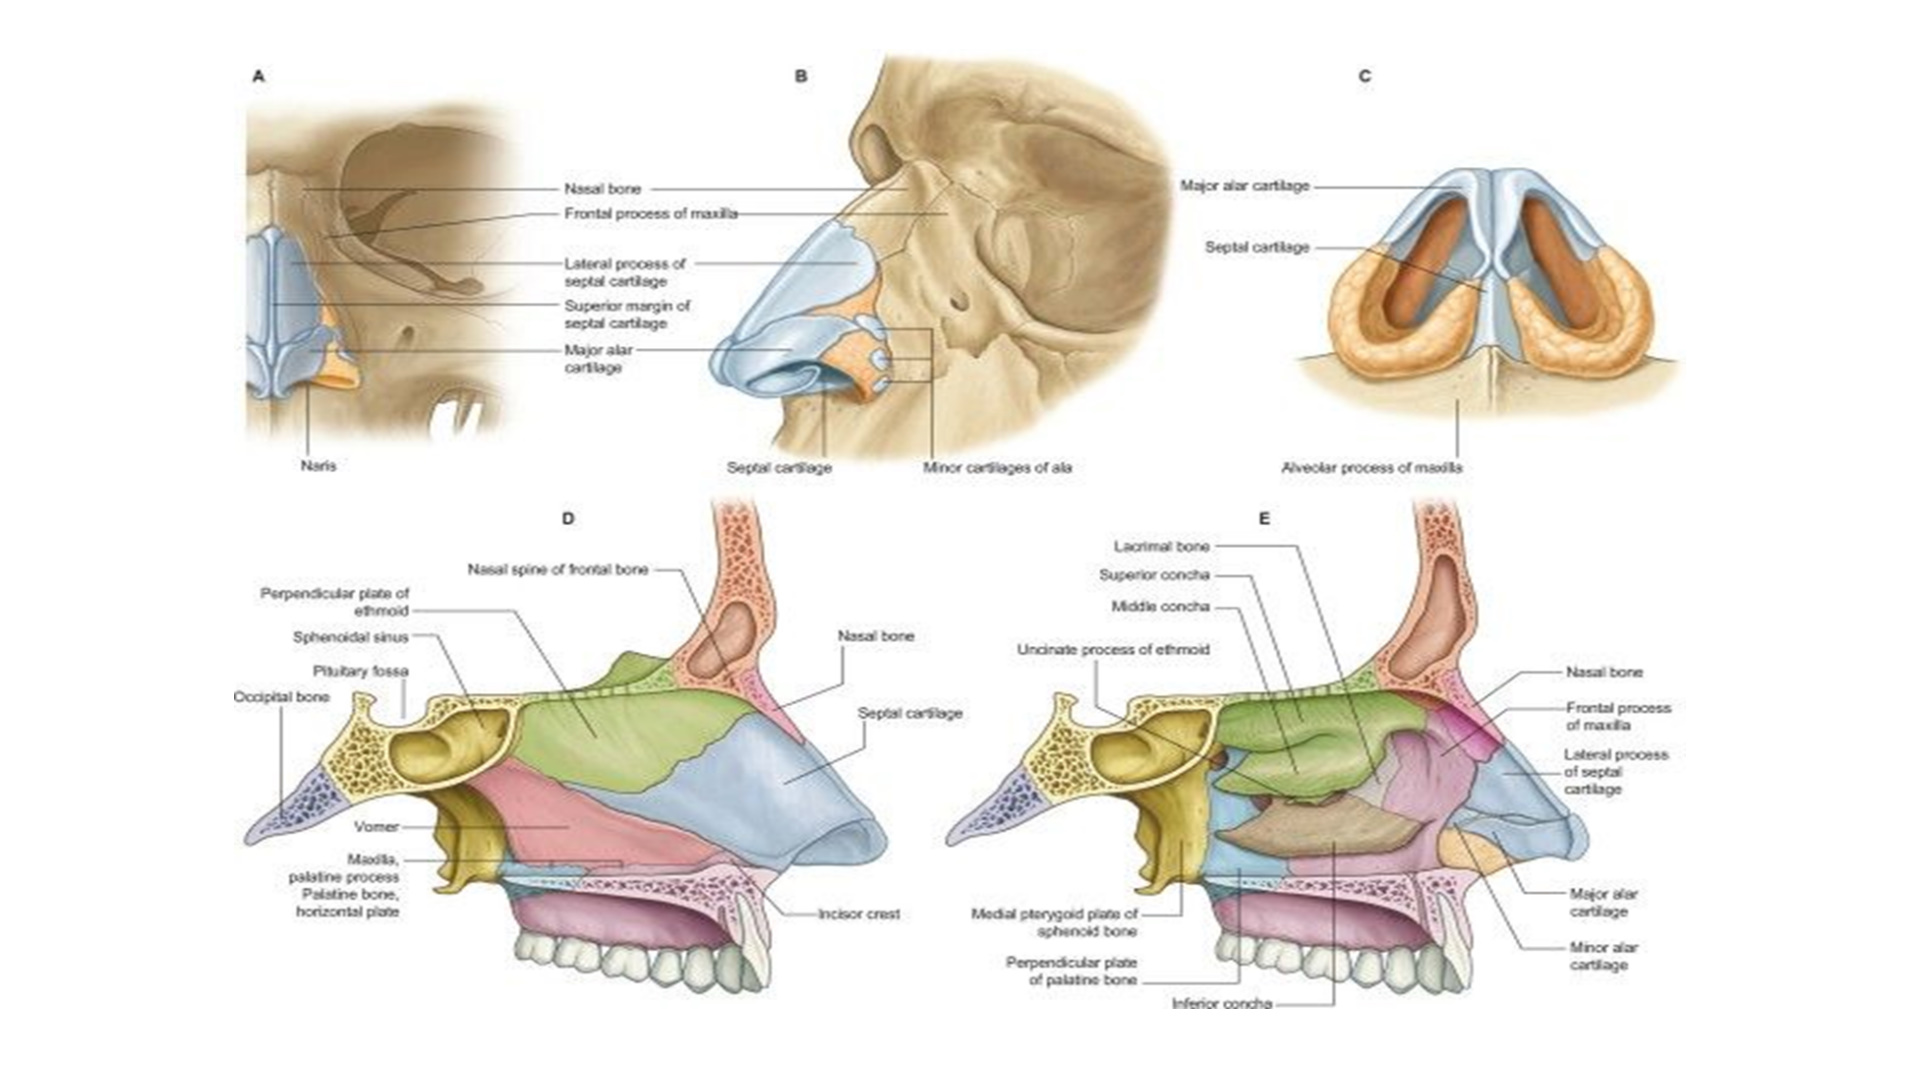 A
B
C
Nasal bone
Frontal process of maxilla
Lateral process of
septal cartilage
Superior margin of
septal cartilage
Major alar
cartilage
Naris
Septal cartilage
Minor cartilages of ala
Major alar cartilage
Septal cartilage
Alveolar process of maxilla
D
Nasal spine of frontal bone
Perpendicular plate of
ethmoid
Sphenoidal sinus
Pituitary fossa
Occipital bone
Nasal bone
Septal cartilage
Vomer
Maxilla,
palatine process
Palatine bone,
horizontal plate
Incisor crest
E
Lacrimal bone
Superior concha
Middle concha
Uncinate process of ethmoid
Nasal bone
Frontal process
of maxilla
Lateral process
of septal
cartilage
Major alar
cartilage
Minor alar
cartilage
Medial pterygoid plate of
sphenoid bone
Perpendicular plate
of palatine bone
Inferior concha